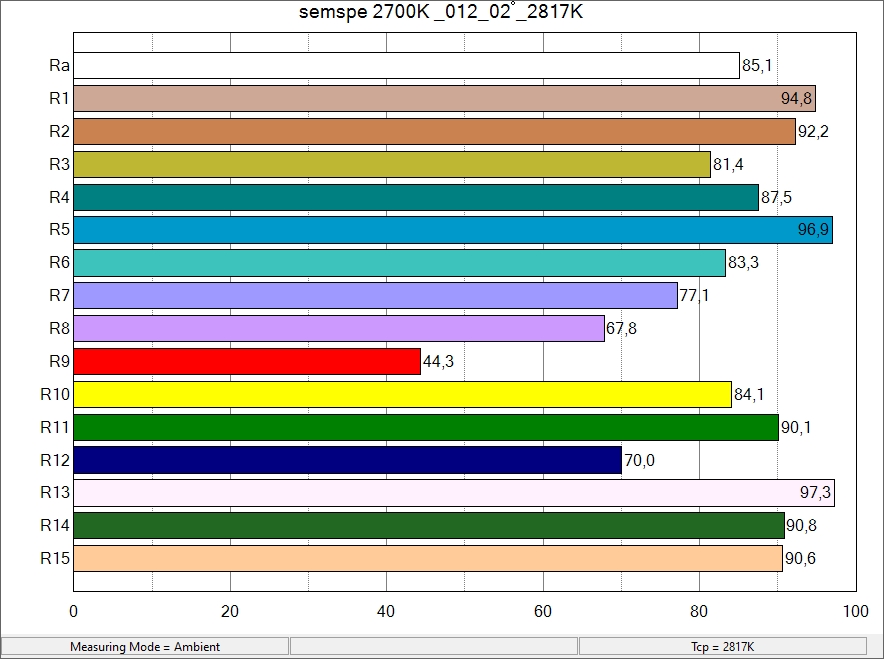 semspe 2700K _012_02°_2817K
Ra 85,1
R1 94,8
R2 92,2
R3 81,4
R4 87,5
R5 96,9
R6 83,3
R7 77,1
R8 67,8
R9 44,3
R10 84,1
R11 90,1
R12 70,0
R13 97,3
R14 90,8
R15 90,6
0 20 40 60 80 100
Measuring Mode = Ambient Tcp = 2817K